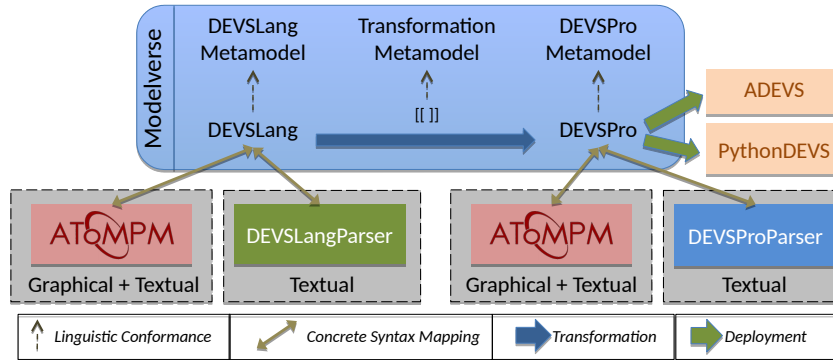 DEVSLang
Metamodel
Transformation
Metamodel
DEVSPro
Metamodel
Modelverse
[[ ]]
DEVSLang
DEVSPro
ADEVS
PythonDEVS
AToMPM
Graphical + Textual
DEVSLangParser
Textual
AToMPM
Graphical + Textual
DEVSProParser
Textual
Linguistic Conformance
Concrete Syntax Mapping
Transformation
Deployment